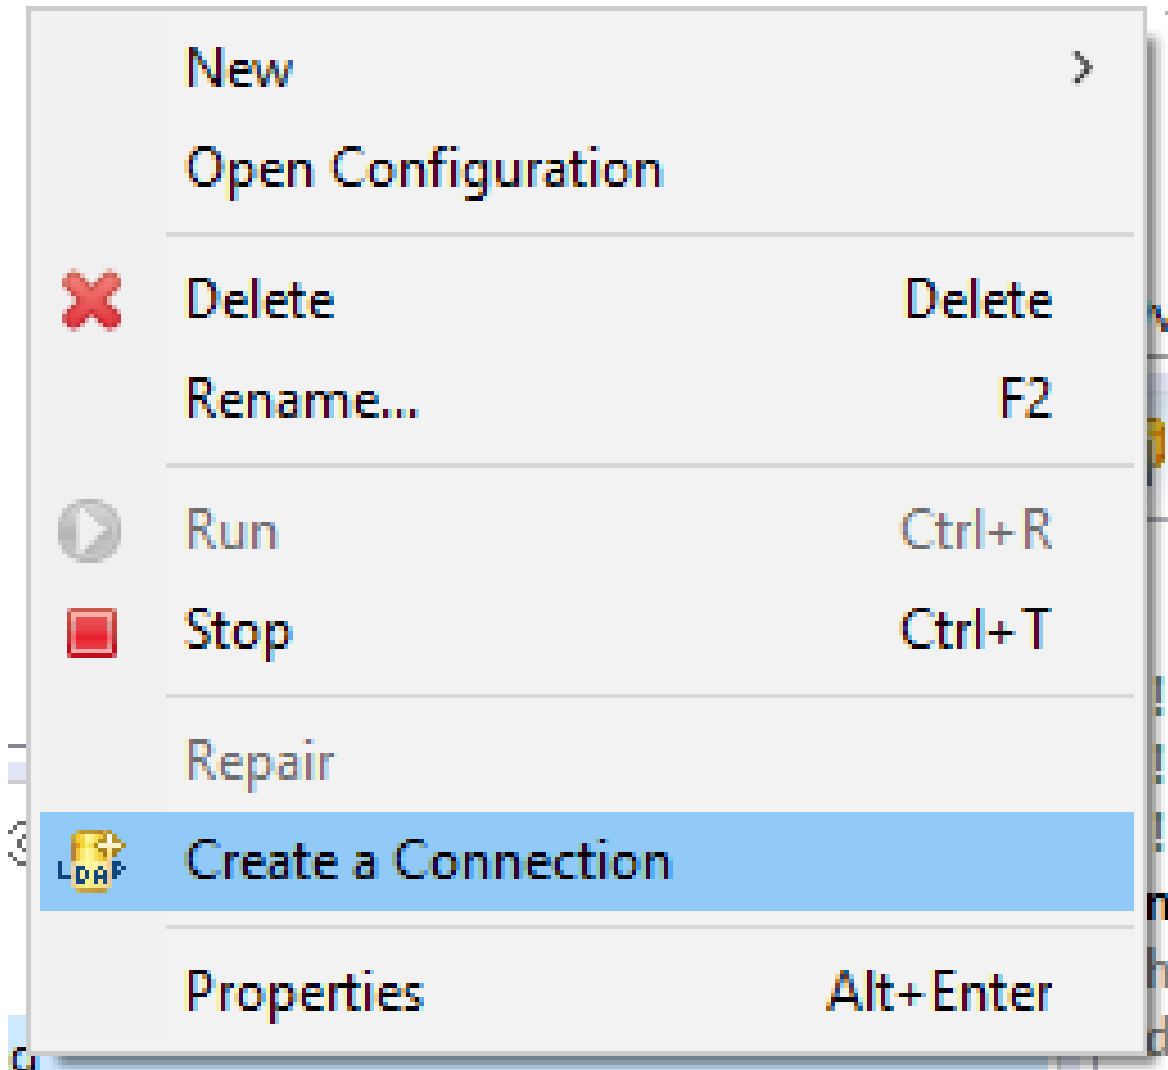 New
Open Configuration
Delete Delete
Rename... F2
Run Ctrl+R
Stop Ctrl+T
Repair
LDAP Create a Connection
Properties Alt+Enter